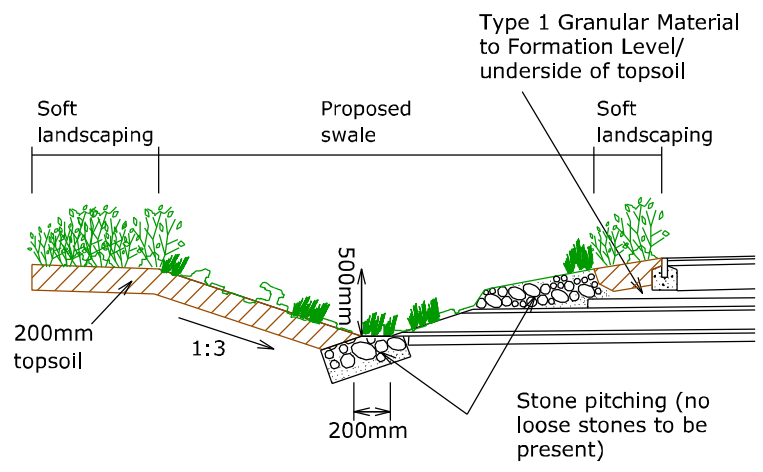 Type 1 Granular Material
to Formation Level/
underside of topsoil
Soft
landscaping
Proposed
swale
Soft
landscaping
500mm
200mm
topsoil
1:3
200mm
Stone pitching (no
loose stones to be
present)